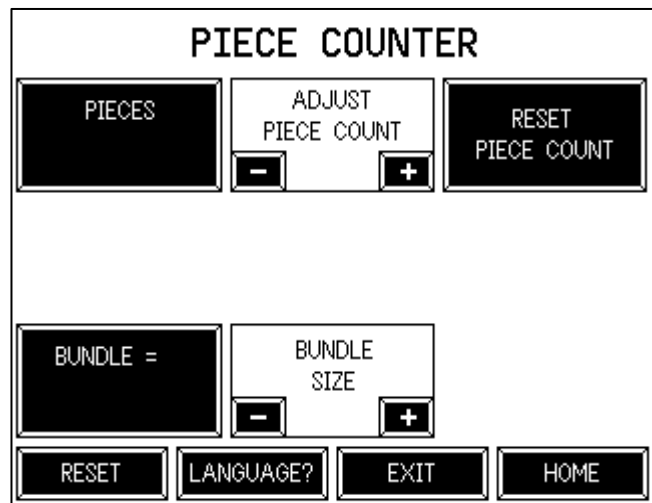 PIECE COUNTER
PIECES
ADJUST
PIECE COUNT
- +
RESET
PIECE COUNT
BUNDLE =
BUNDLE
SIZE
- +
RESET LANGUAGE? EXIT HOME